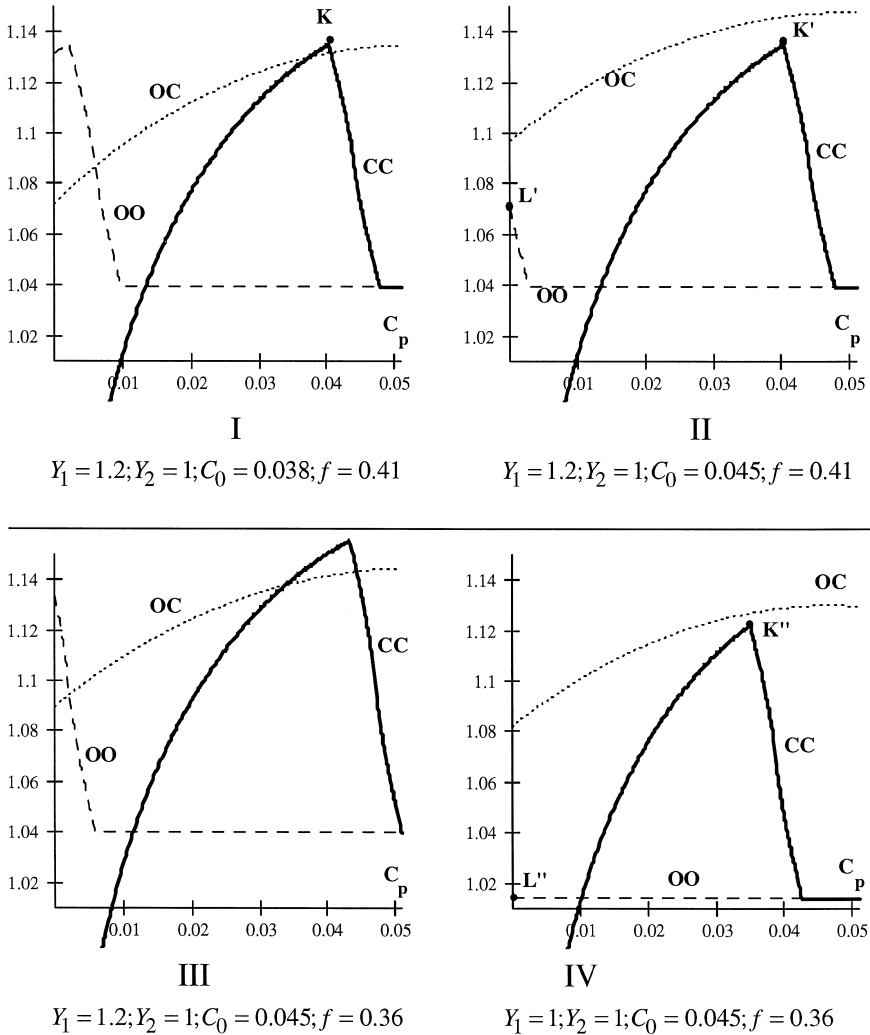 K
K'
1.14
1.14
OC
OC
1.12
1.12
1.1
1.1
CC
CC
1.08
1.08
L'
OO
1.06
1.06
1.04
1.04
OO
Cp
Cp
1.02
1.02
0.01 0.02 0.03 0.04 0.05
0.01 0.02 0.03 0.04 0.05
I
II
Y1 = 1.2; Y2 = 1; C0 = 0.038; f = 0.41
Y1 = 1.2; Y2 = 1; C0 = 0.045; f = 0.41
1.14
1.14
OC
OC
1.12
1.12
K"
CC
1.1
1.1
1.08
1.08
OO
CC
1.06
1.06
1.04
1.04
Cp
Cp
L"
OO
1.02
1.02
0.01 0.02 0.03 0.04 0.05
0.01 0.02 0.03 0.04 0.05
III
IV
Y1 = 1.2; Y2 = 1; C0 = 0.045; f = 0.36
Y1 = 1; Y2 = 1; C0 = 0.045; f = 0.36